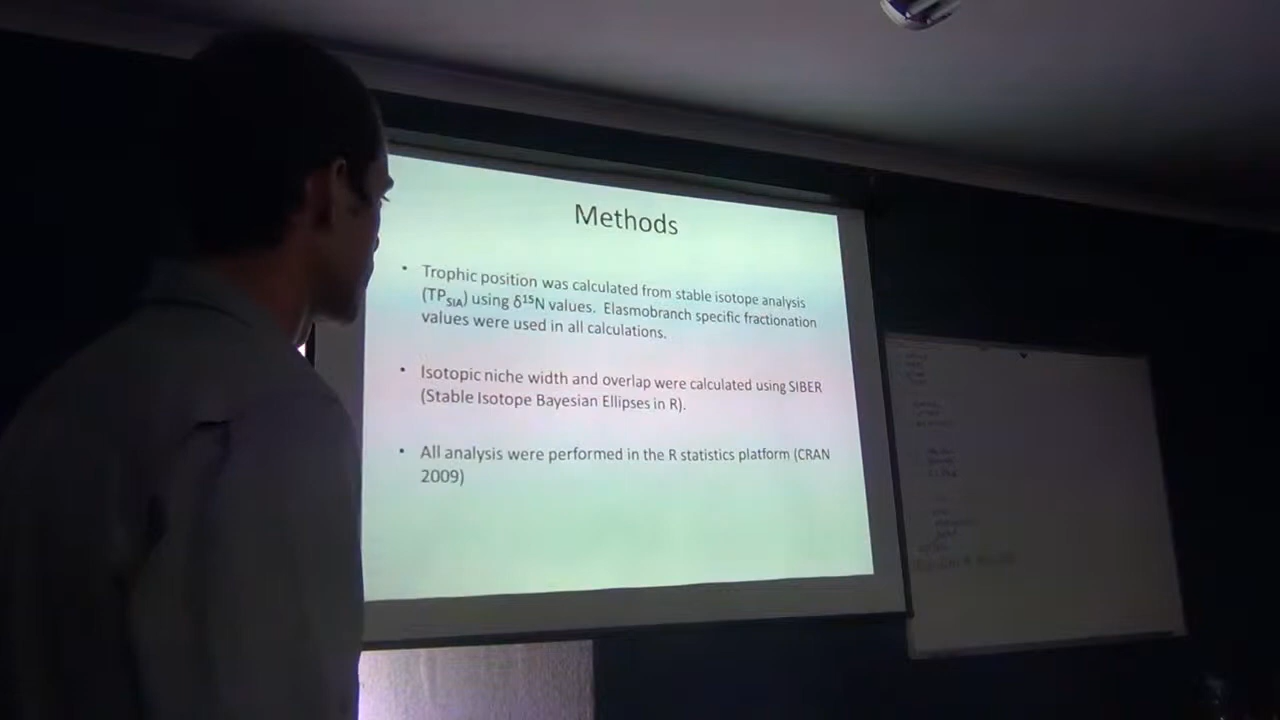 Methods
• Trophic position was calculated from stable isotope analysis
(TPSIA) using δ15N values. Elasmobranch specific fractionation
values were used in all calculations.
• Isotopic niche width and overlap were calculated using SIBER
(Stable Isotope Bayesian Ellipses in R).
• All analysis were performed in the R statistics platform (CRAN
2009)